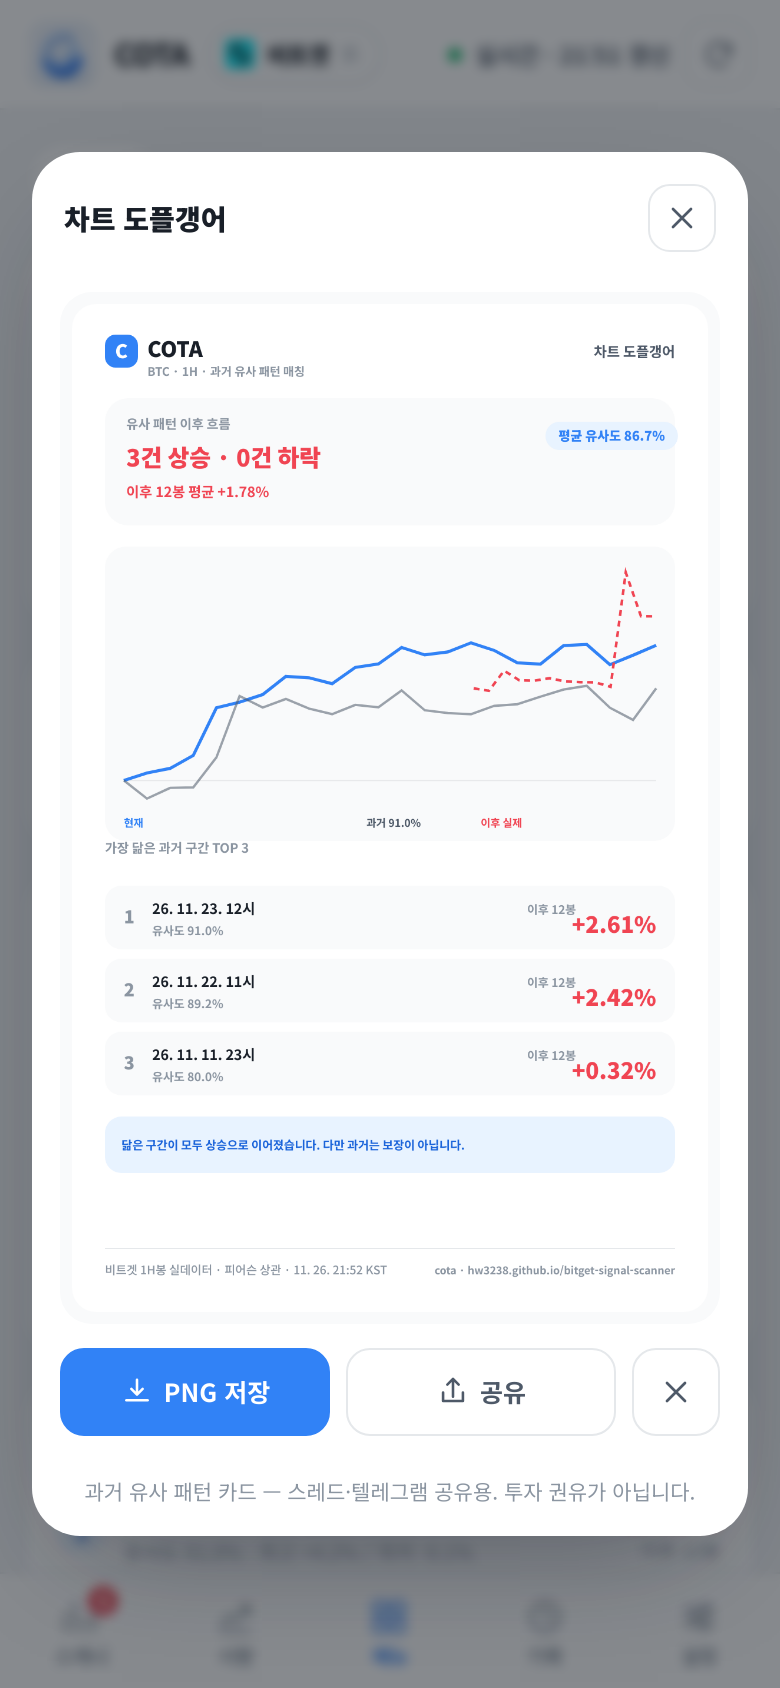 COTA
차트 도플갱어
C COTA
BTC · 1H · 과거 유사 패턴 매칭
차트 도플갱어
유사 패턴 이후 흐름
3건 상승 · 0건 하락
이후 12봉 평균 +1.78%
평균 유사도 86.7%
현재
과거 91.0%
이후 실제
가장 닮은 과거 구간 TOP 3
1
26. 11. 23. 12시
유사도 91.0%
이후 12봉
+2.61%
2
26. 11. 22. 11시
유사도 89.2%
이후 12봉
+2.42%
3
26. 11. 11. 23시
유사도 80.0%
이후 12봉
+0.32%
닮은 구간이 모두 상승으로 이어졌습니다. 다만 과거는 보장이 아닙니다.
비트겟 1H봉 실데이터 · 피어슨 상관 · 11. 26. 21:52 KST
cota · hw3238.github.io/bitget-signal-scanner
PNG 저장
공유
과거 유사 패턴 카드 — 스레드·텔레그램 공유용. 투자 권유가 아닙니다.